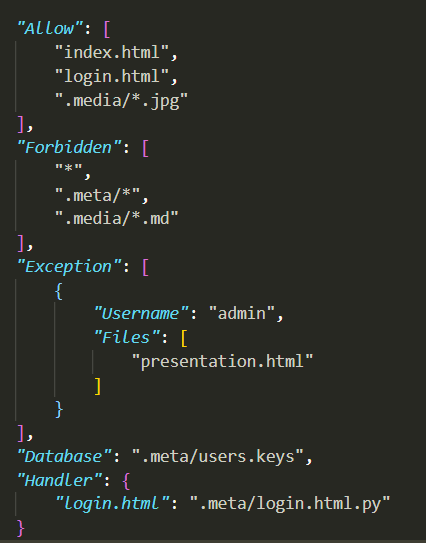 "Allow": [
"index.html",
"login.html",
".media/*.jpg"
],
"Forbidden": [
"*",
".meta/*",
".media/*.md"
],
"Exception": [
{
"Username": "admin",
"Files": [
"presentation.html"
]
}
],
"Database": ".meta/users.keys",
"Handler": {
"login.html": ".meta/login.html.py"
}